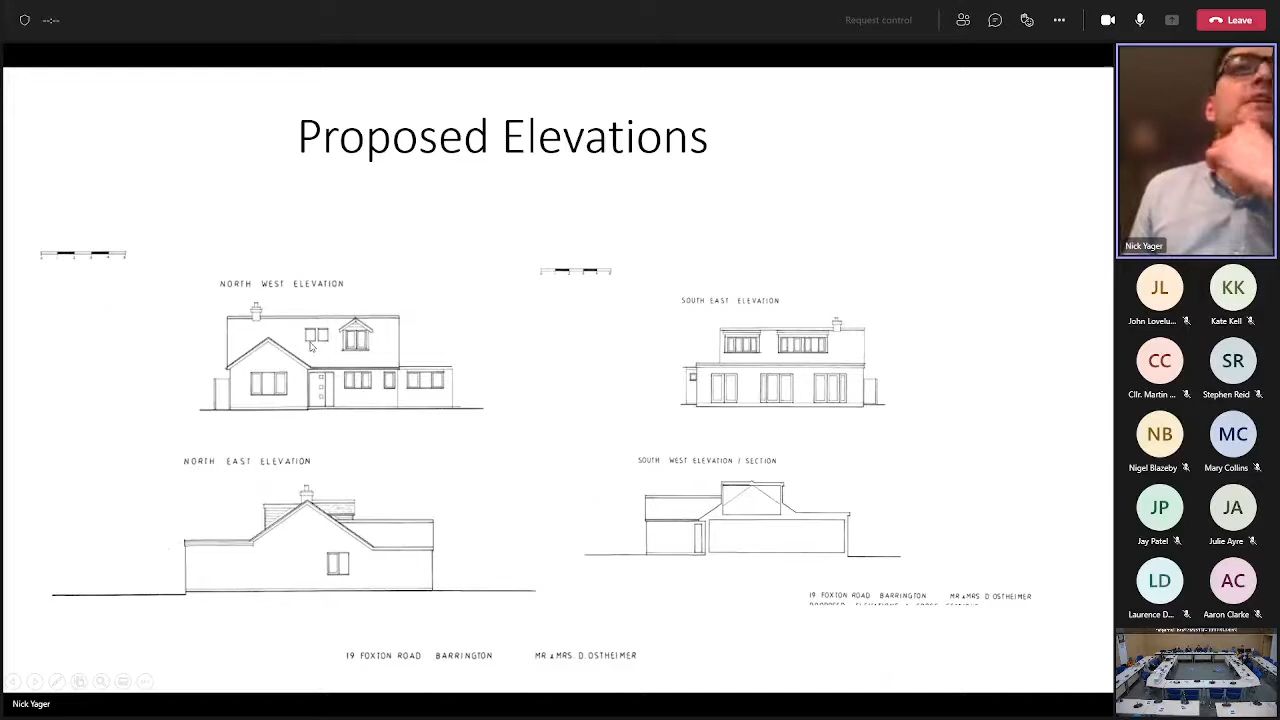 --:--
Request control
Leave
Proposed Elevations
NORTH WEST ELEVATION
SOUTH EAST ELEVATION
NORTH EAST ELEVATION
SOUTH WEST ELEVATION / SECTION
19 FOXTON ROAD BARRINGTON MR & MRS. D OSTHEIMER
19 FOXTON ROAD BARRINGTON MR & MRS. D. OSTHEIMER
Nick Yager
Nick Yager
JL
John Lovelu...
KK
Kate Kell
CC
Cllr. Martin ...
SR
Stephen Reid
NB
Nigel Blazeby
MC
Mary Collins
JP
Jay Patel
JA
Julie Ayre
LD
Laurence D...
AC
Aaron Clarke